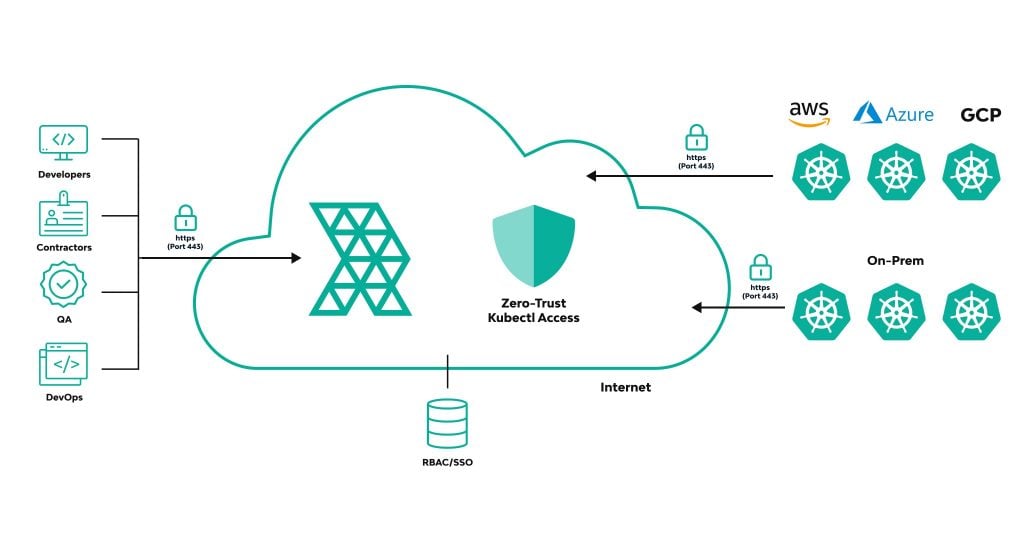 Developers
Contractors
QA
DevOps
https
(Port 443)
Zero-Trust
Kubectl Access
Internet
RBAC/SSO
https
(Port 443)
aws
Azure
GCP
https
(Port 443)
On-Prem